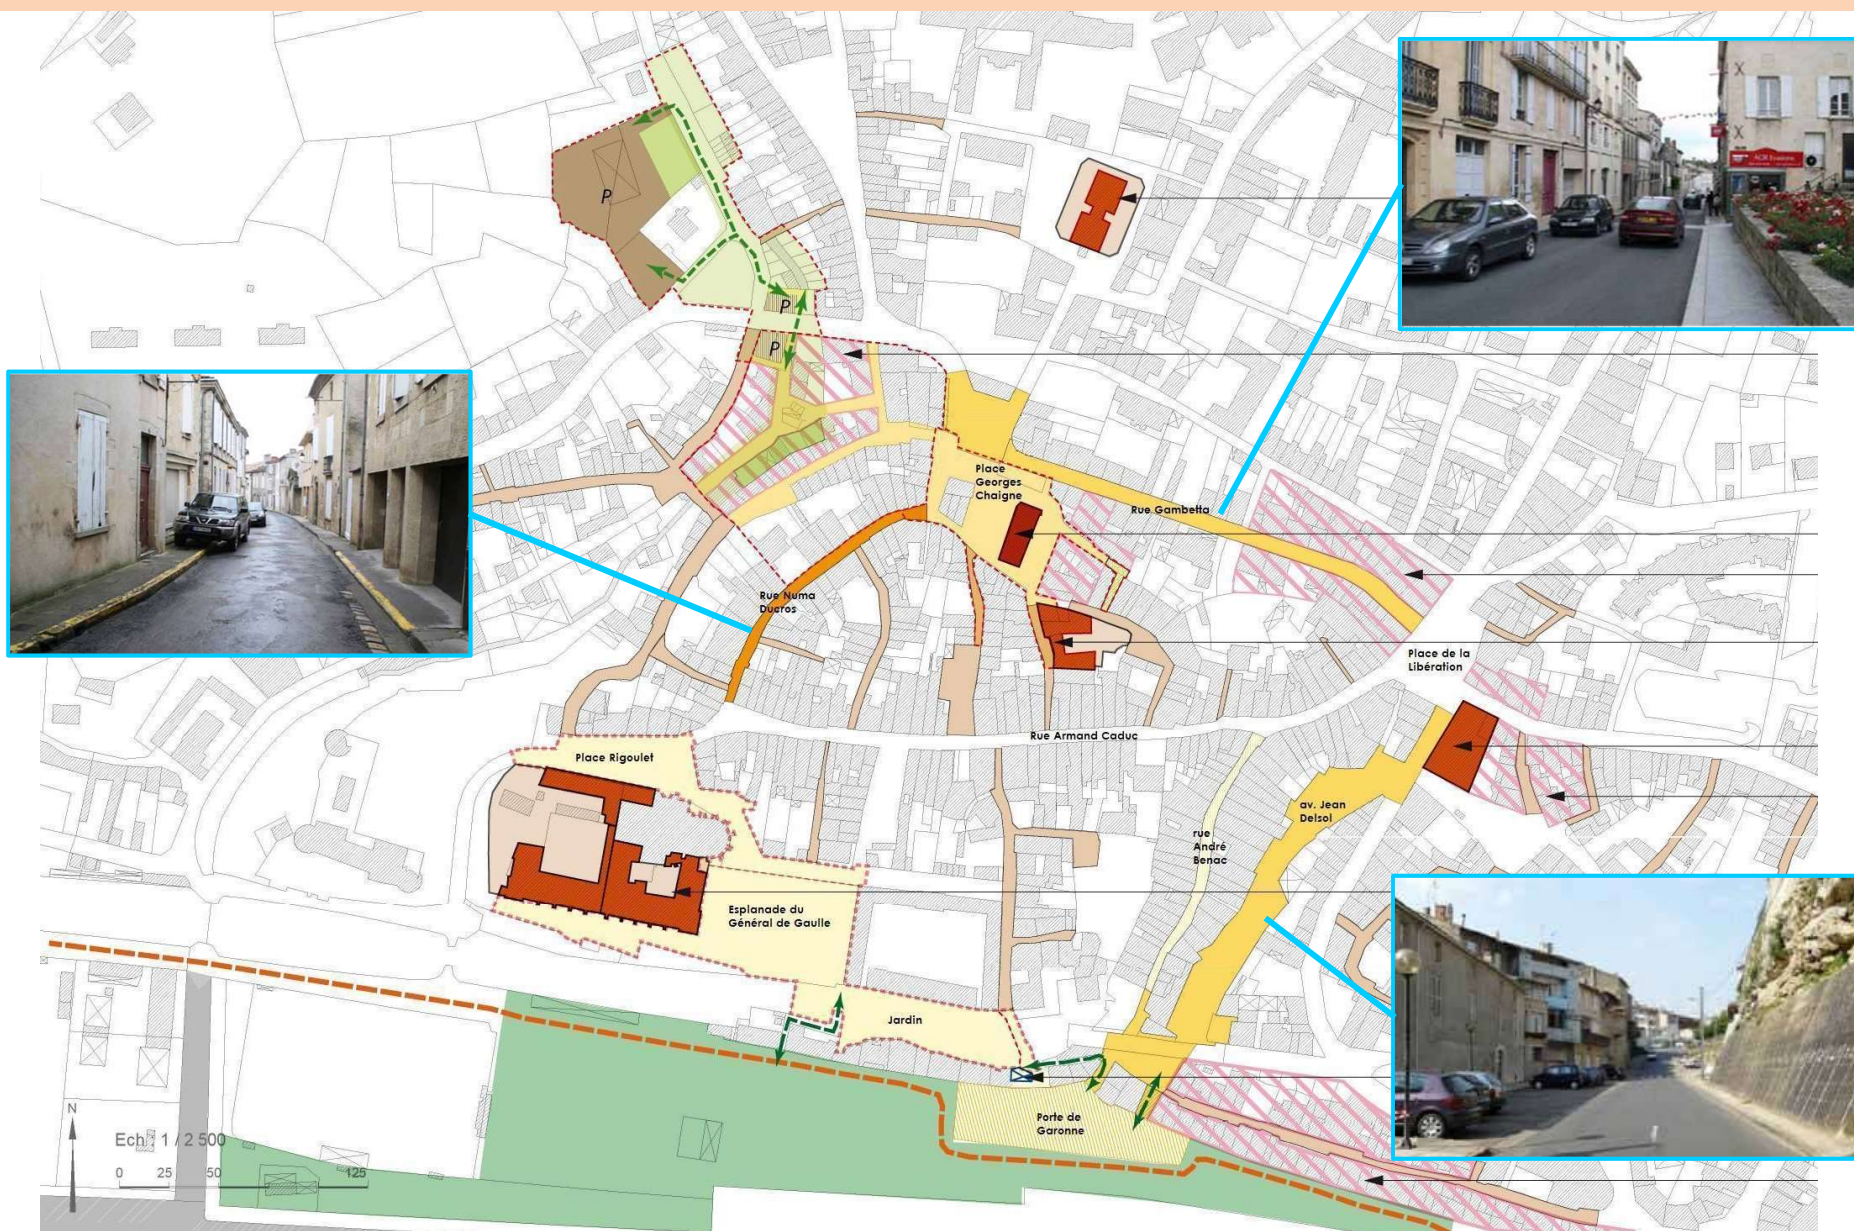 AGIR Evasions
P
P
P
Place
Georges
Chaigne
Rue Gambetta
Rue Numa
Ducros
Place de la
Libération
Rue Armand Caduc
Place Rigoulet
av. Jean
Delsol
rue
André
Benac
Esplanade du
Général de Gaulle
Jardin
Porte de
Garonne
N
Ech : 1 / 2 500
0 25 50 125